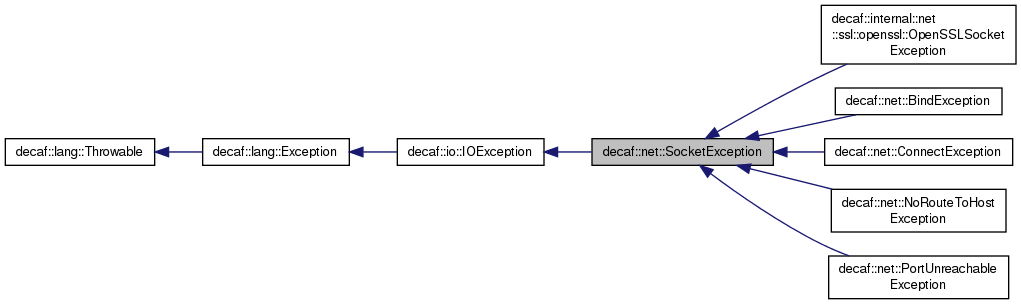 decaf::internal::net
::ssl::openssl::OpenSSLSocket
Exception
decaf::net::BindException
decaf::lang::Throwable
decaf::lang::Exception
decaf::io::IOException
decaf::net::SocketException
decaf::net::ConnectException
decaf::net::NoRouteToHost
Exception
decaf::net::PortUnreachable
Exception